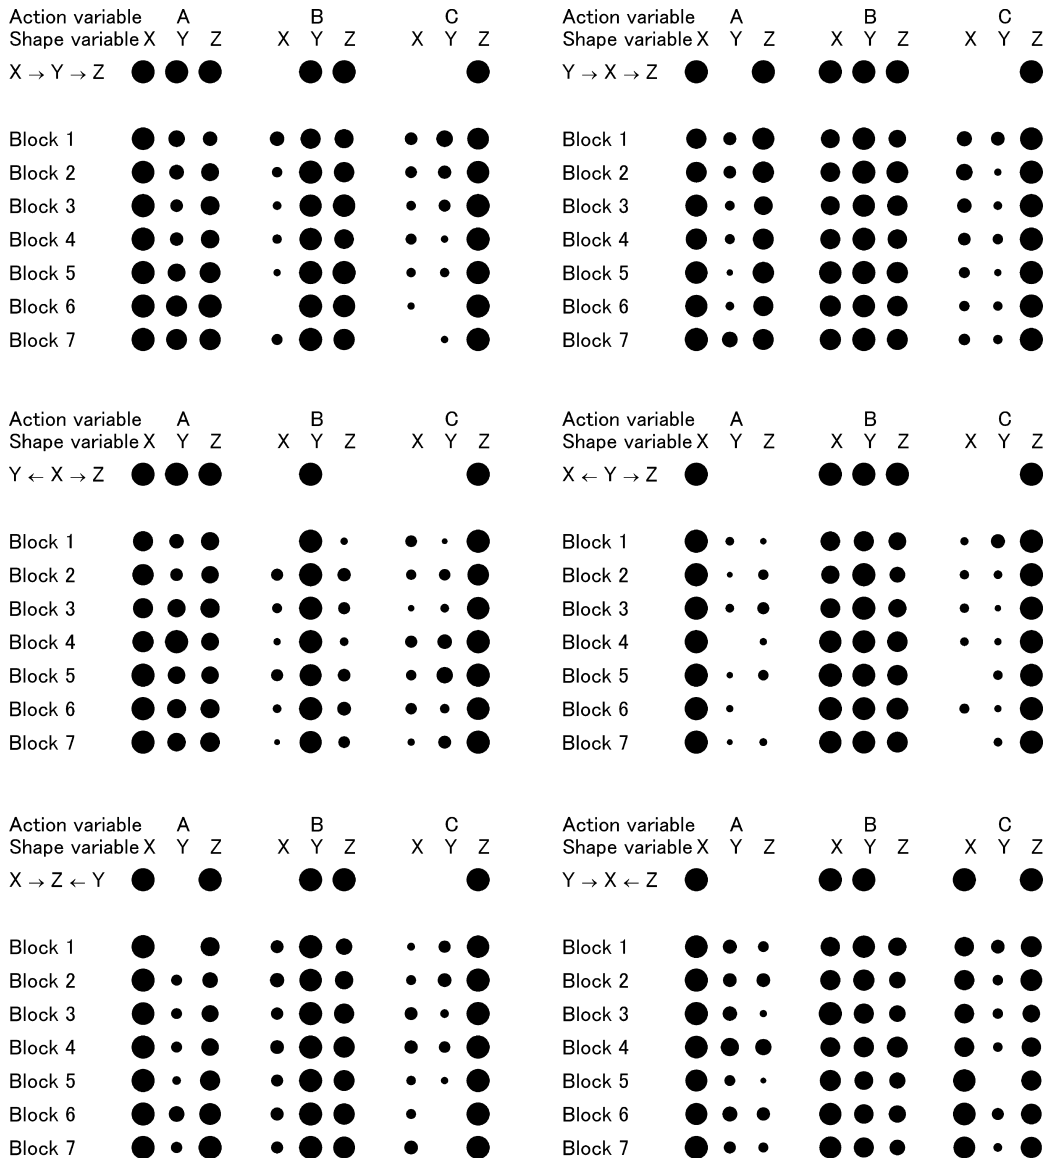 Action variable A B C
Shape variable X Y Z X Y Z X Y Z
X → Y → Z
Block 1
Block 2
Block 3
Block 4
Block 5
Block 6
Block 7
Action variable A B C
Shape variable X Y Z X Y Z X Y Z
Y → X → Z
Block 1
Block 2
Block 3
Block 4
Block 5
Block 6
Block 7
Action variable A B C
Shape variable X Y Z X Y Z X Y Z
Y ← X → Z
Block 1
Block 2
Block 3
Block 4
Block 5
Block 6
Block 7
Action variable A B C
Shape variable X Y Z X Y Z X Y Z
X ← Y → Z
Block 1
Block 2
Block 3
Block 4
Block 5
Block 6
Block 7
Action variable A B C
Shape variable X Y Z X Y Z X Y Z
X → Z ← Y
Block 1
Block 2
Block 3
Block 4
Block 5
Block 6
Block 7
Action variable A B C
Shape variable X Y Z X Y Z X Y Z
Y → X ← Z
Block 1
Block 2
Block 3
Block 4
Block 5
Block 6
Block 7